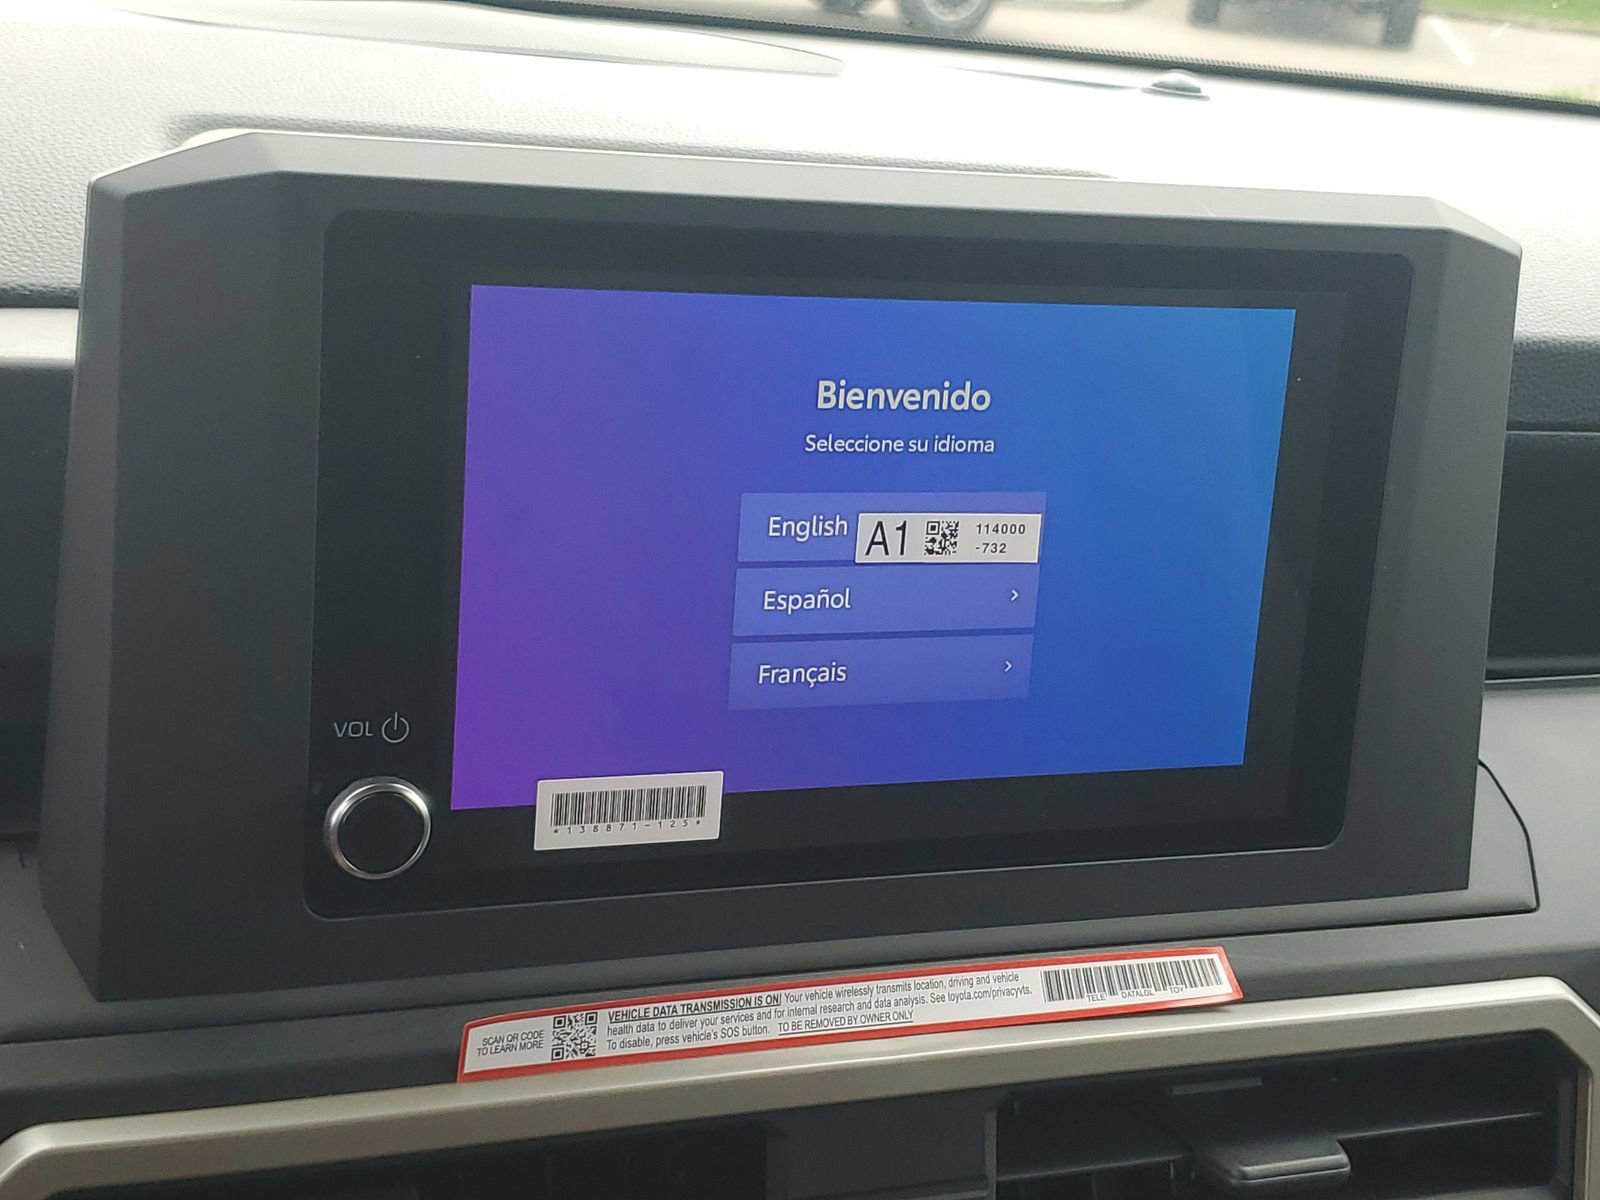 Bienvenido
Seleccione su idioma
English
A1
114000
-732
Español
Français
VOL
*138871-125*
SCAN QR CODE
TO LEARN MORE
VEHICLE DATA TRANSMISSION IS ON! Your vehicle wirelessly transmits location, driving and vehicle
health data to deliver your services and for internal research and data analysis. See toyota.com/privacyvts.
To disable, press vehicle's SOS button. TO BE REMOVED BY OWNER ONLY
TELE DATALBL TOY